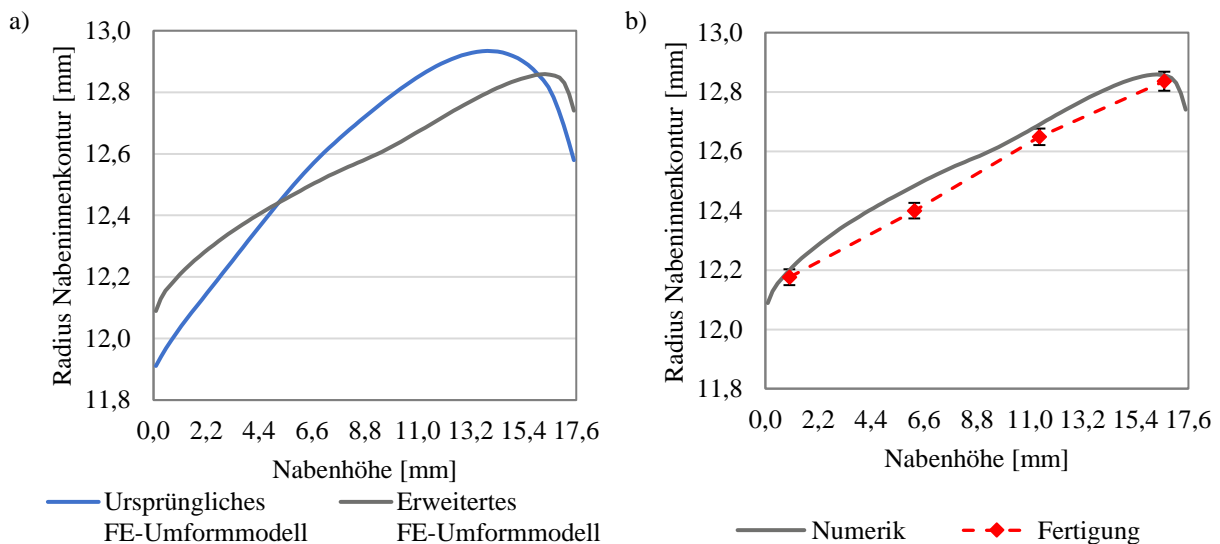 a)
Radius Nabeninnenkontur [mm]
13,0
12,8
12,6
12,4
12,2
12,0
11,8
0,0 2,2 4,4 6,6 8,8 11,0 13,2 15,4 17,6
Nabenhöhe [mm]
Ursprüngliches
FE-Umformmodell
Erweitertes
FE-Umformmodell
b)
Radius Nabeninnenkontur [mm]
13,0
12,8
12,6
12,4
12,2
12,0
11,8
0,0 2,2 4,4 6,6 8,8 11,0 13,2 15,4 17,6
Nabenhöhe [mm]
Numerik
Fertigung